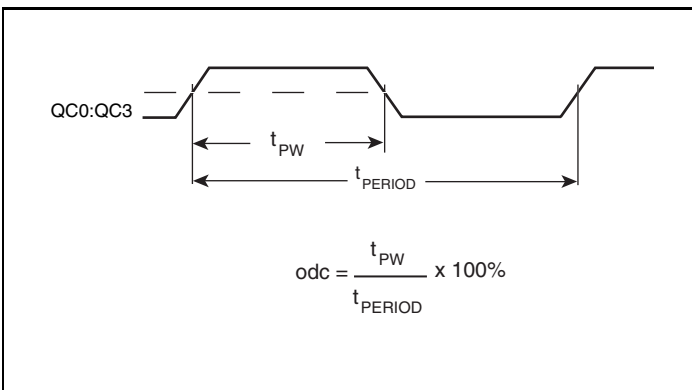 QC0:QC3
tPW
tPERIOD
odc = tPW / tPERIOD x 100%